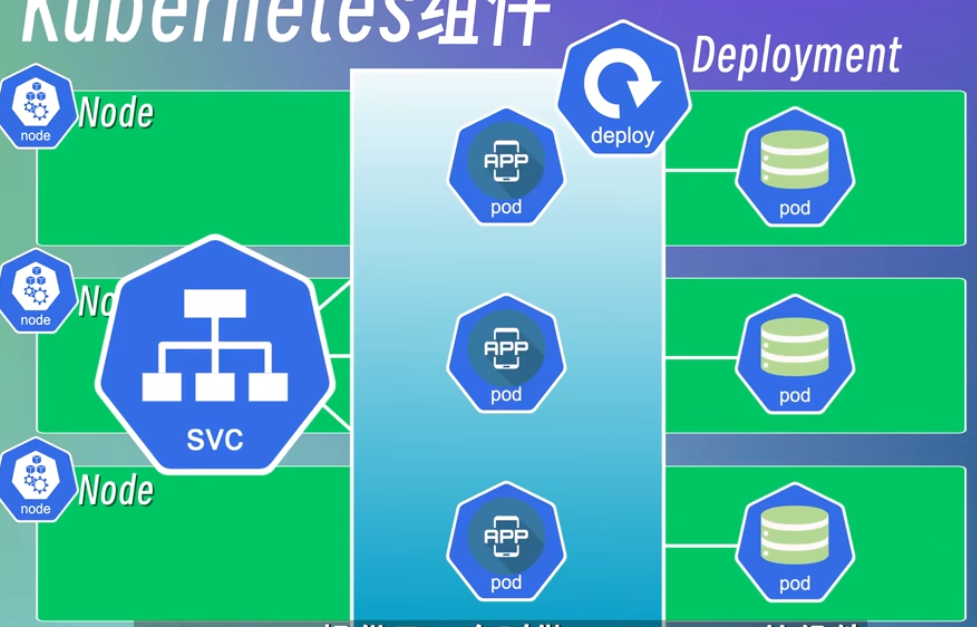 Kubernetes组件
Deployment
deploy
node
Node
APP
pod
pod
node
No
APP
pod
pod
svc
node
Node
APP
pod
pod